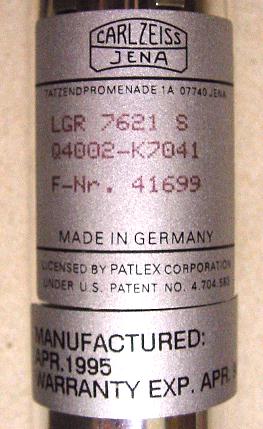 CARL ZEISS
JENA
TATZENDPROMENADE 1A 07740 JENA
LGR 7621 S
Q4002-K7041
F-Nr. 41699
MADE IN GERMANY
LICENSED BY PATLEX CORPORATION
UNDER U.S. PATENT NO. 4.704.583
MANUFACTURED:
APR.1995
WARRANTY EXP. APR.